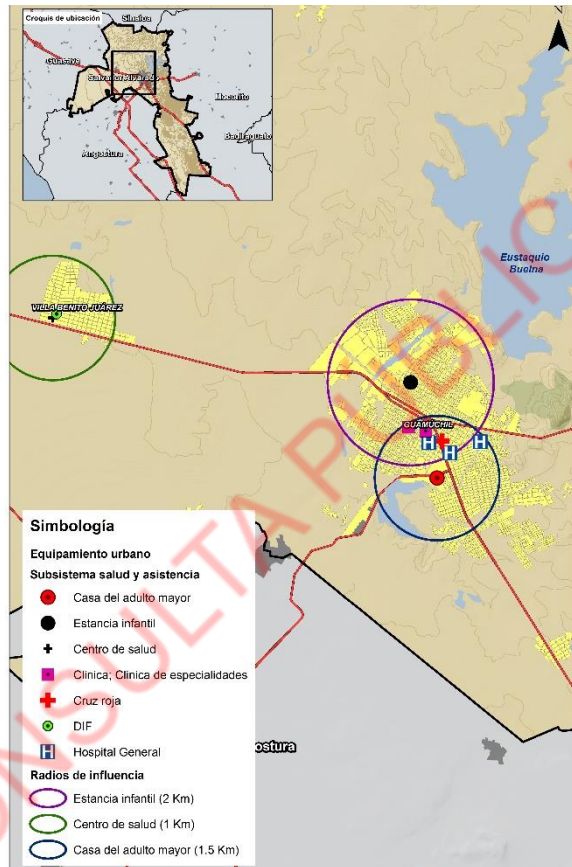 Croquis de ubicación
Sinaloa
Guasave
Salvador Alvarado
Mocorito
Badiraguato
Angostura
Eustaquio
Buelna
VILLA BENITO JUÁREZ
GUAMÚCHIL
CONSULTA PÚBLICA
Simbología
Equipamiento urbano
Subsistema salud y asistencia
Casa del adulto mayor
Estancia infantil
Centro de salud
Clinica; Clinica de especialidades
Cruz roja
DIF
H Hospital General
Radios de influencia
Estancia infantil (2 Km)
Centro de salud (1 Km)
Casa del adulto mayor (1.5 Km)
ostura